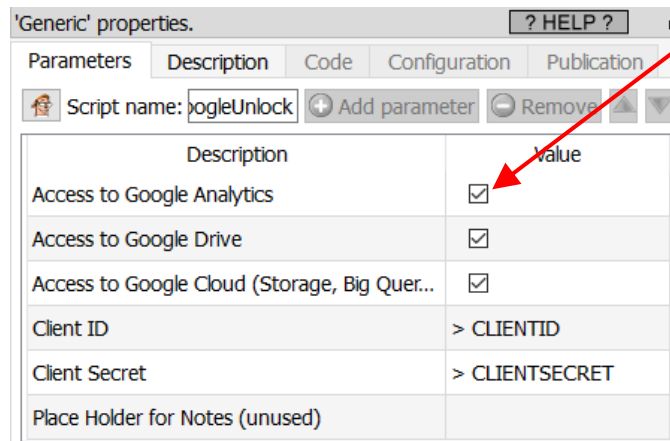 'Generic' properties.
? HELP ?
Parameters Description Code Configuration Publication
Script name: ogleUnlock Add parameter Remove
Description Value
Access to Google Analytics
Access to Google Drive
Access to Google Cloud (Storage, Big Quer...
Client ID > CLIENTID
Client Secret > CLIENTSECRET
Place Holder for Notes (unused)